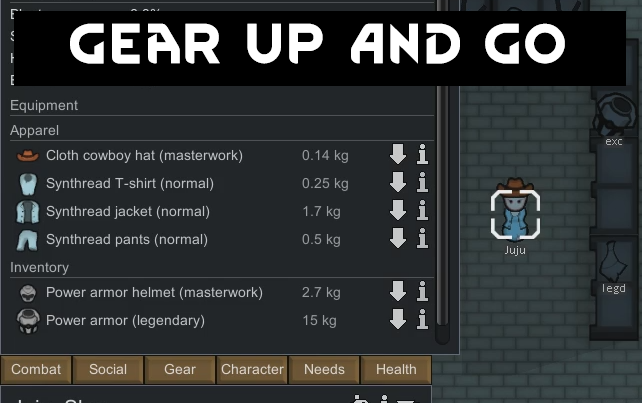 GEAR UP AND GO
Equipment
Apparel
Cloth cowboy hat (masterwork) 0.14 kg
Synthread T-shirt (normal) 0.25 kg
Synthread jacket (normal) 1.7 kg
Synthread pants (normal) 0.5 kg
Inventory
Power armor helmet (masterwork) 2.7 kg
Power armor (legendary) 15 kg
exc
Juju
legd
Combat Social Gear Character Needs Health